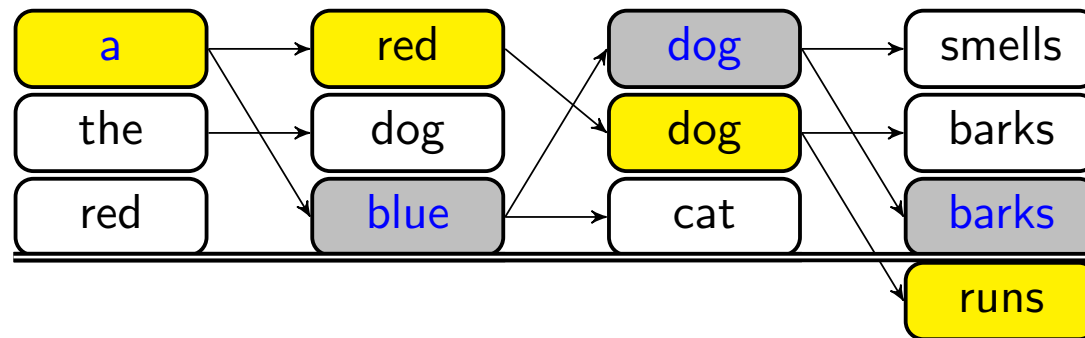 a red dog smells
the dog dog barks
red blue cat barks
runs